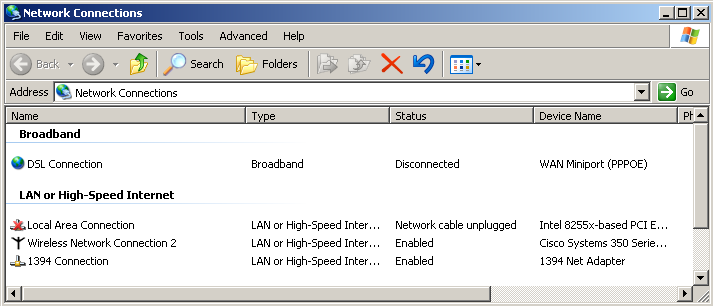 Network Connections
File Edit View Favorites Tools Advanced Help
Back Search Folders
Address Network Connections Go
Name Type Status Device Name Ph
Broadband
DSL Connection Broadband Disconnected WAN Miniport (PPPOE)
LAN or High-Speed Internet
Local Area Connection LAN or High-Speed Inter... Network cable unplugged Intel 8255x-based PCI E...
Wireless Network Connection 2 LAN or High-Speed Inter... Enabled Cisco Systems 350 Serie...
1394 Connection LAN or High-Speed Inter... Enabled 1394 Net Adapter